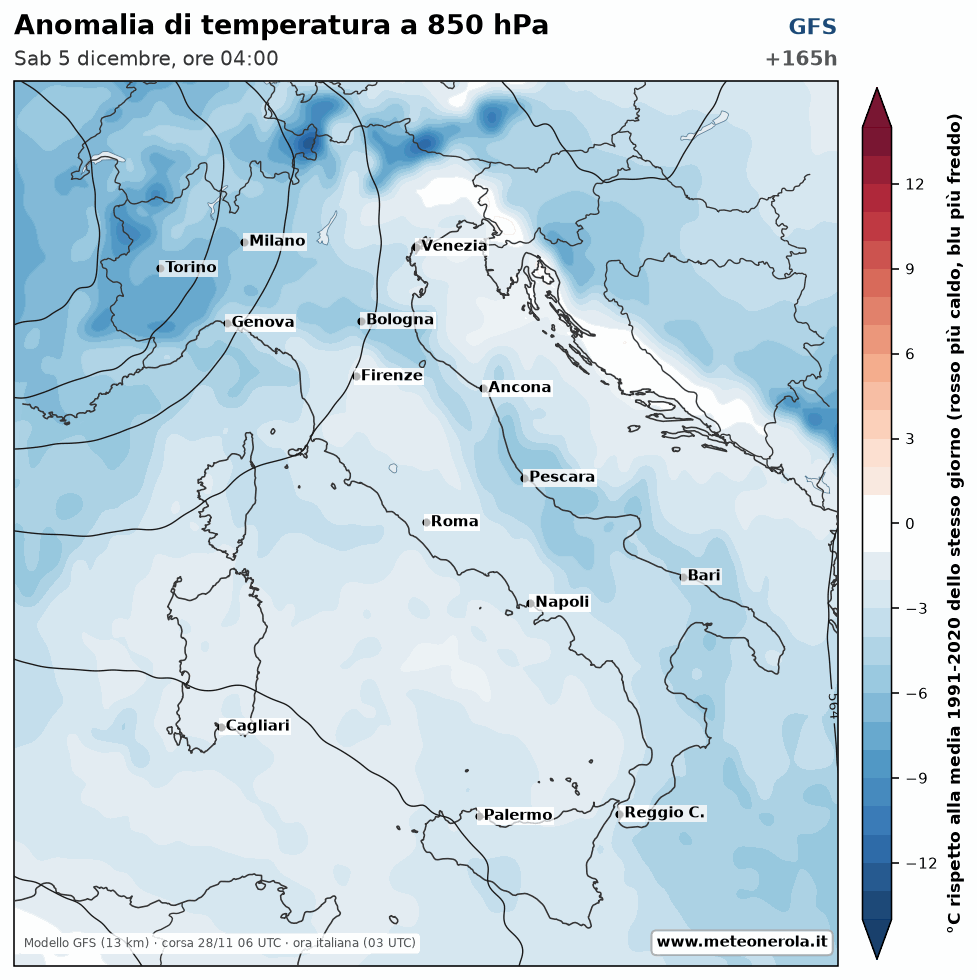 Anomalia di temperatura a 850 hPa
GFS
Sab 5 dicembre, ore 04:00
+165h
Milano
Venezia
Torino
Genova
Bologna
Firenze
Ancona
Pescara
Roma
Bari
Napoli
564
Cagliari
Palermo
Reggio C.
Modello GFS (13 km) · corsa 28/11 06 UTC · ora italiana (03 UTC)
www.meteonerola.it
12
9
6
3
0
−3
−6
−9
−12
°C rispetto alla media 1991-2020 dello stesso giorno (rosso più caldo, blu più freddo)